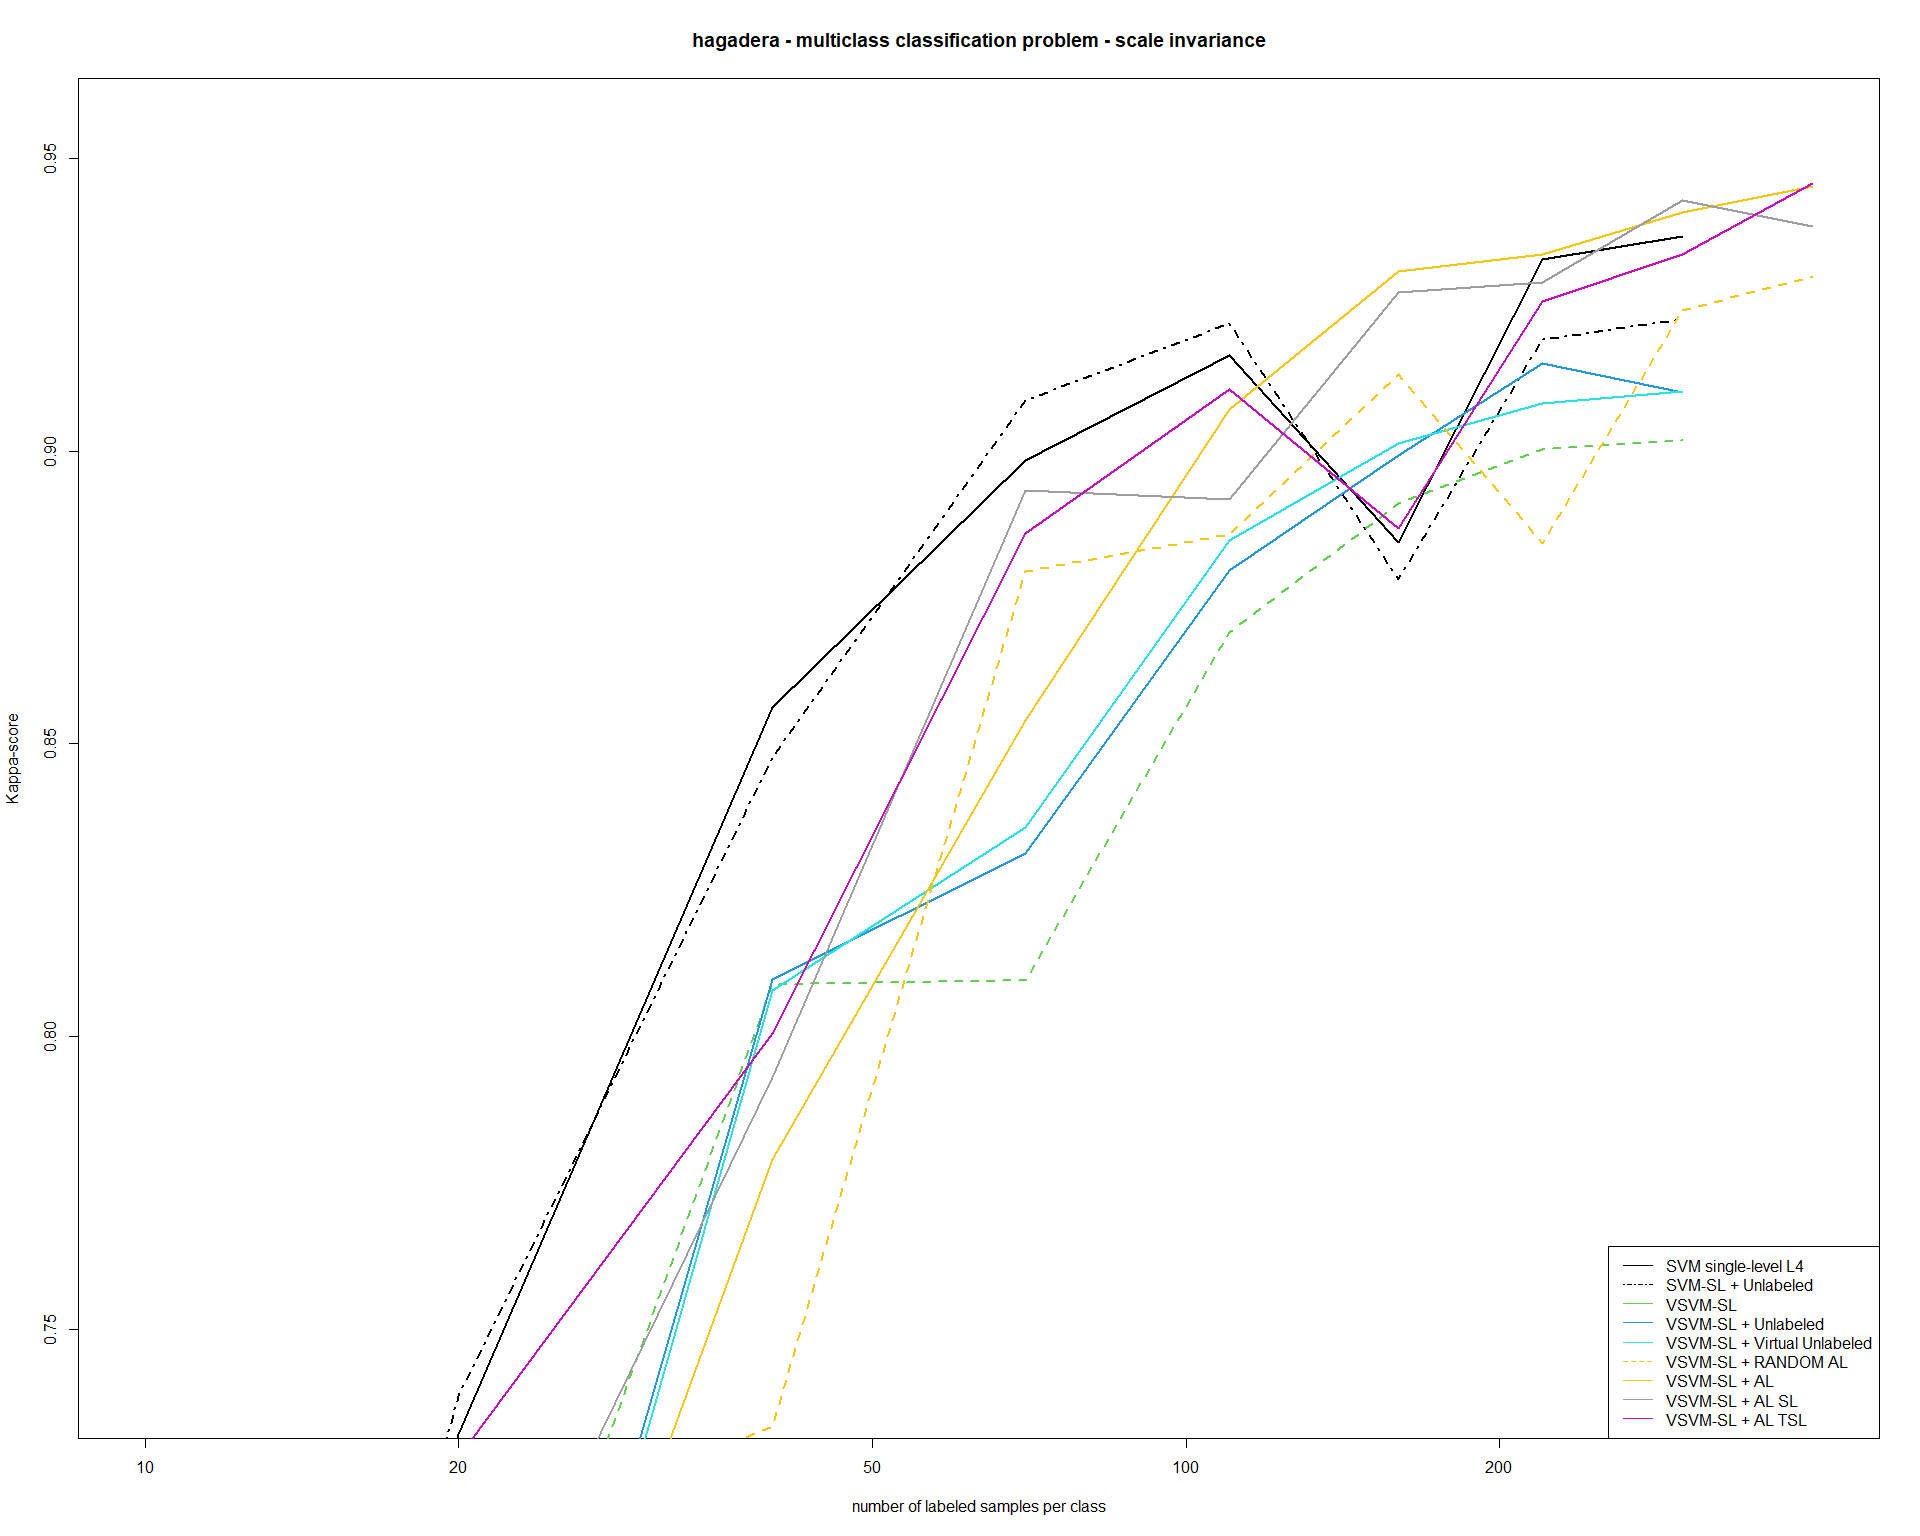 hagadera - multiclass classification problem - scale invariance
0.95
0.90
0.85
0.80
0.75
Kappa-score
10
20
50
100
200
number of labeled samples per class
SVM single-level L4
SVM-SL + Unlabeled
VSVM-SL
VSVM-SL + Unlabeled
VSVM-SL + Virtual Unlabeled
VSVM-SL + RANDOM AL
VSVM-SL + AL
VSVM-SL + AL SL
VSVM-SL + AL TSL